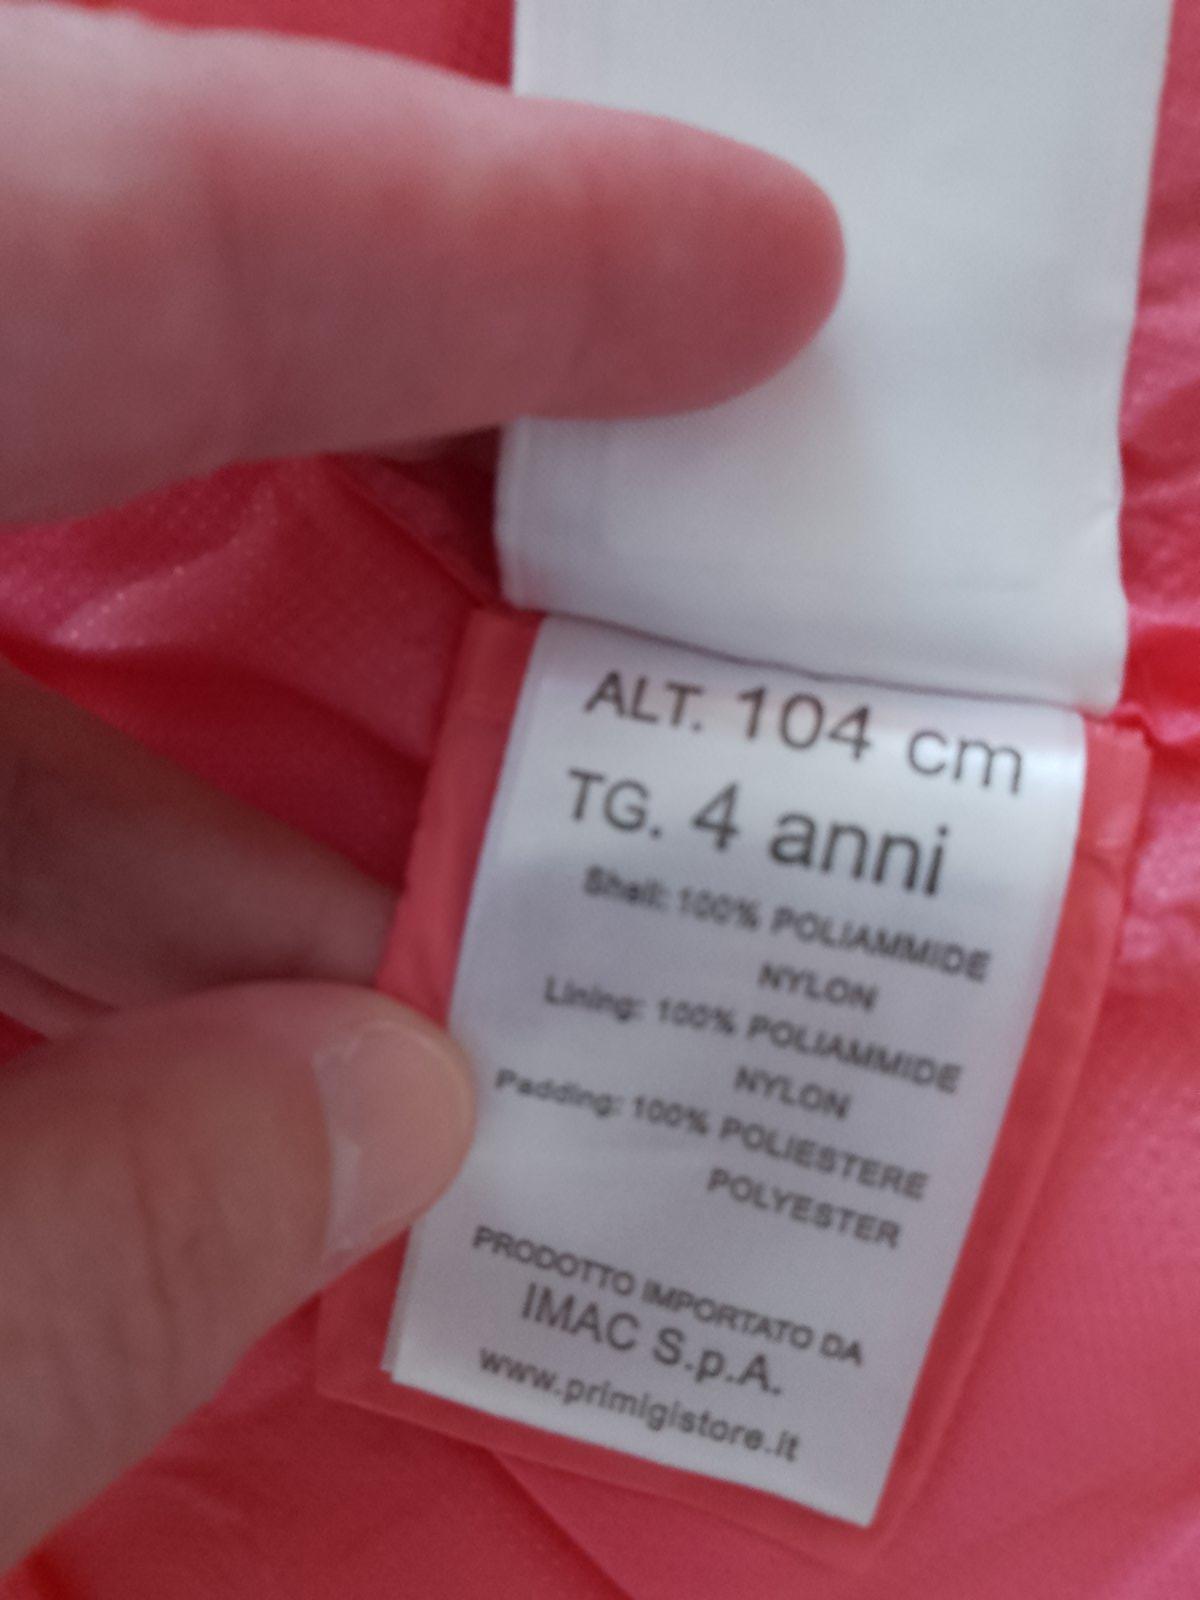 ALT. 104 cm
TG. 4 anni
Shell: 100% POLIAMMIDE
NYLON
Lining: 100% POLIAMMIDE
NYLON
Padding: 100% POLIESTERE
POLYESTER
PRODOTTO IMPORTATO DA
IMAC S.p.A.
www.primigistore.it